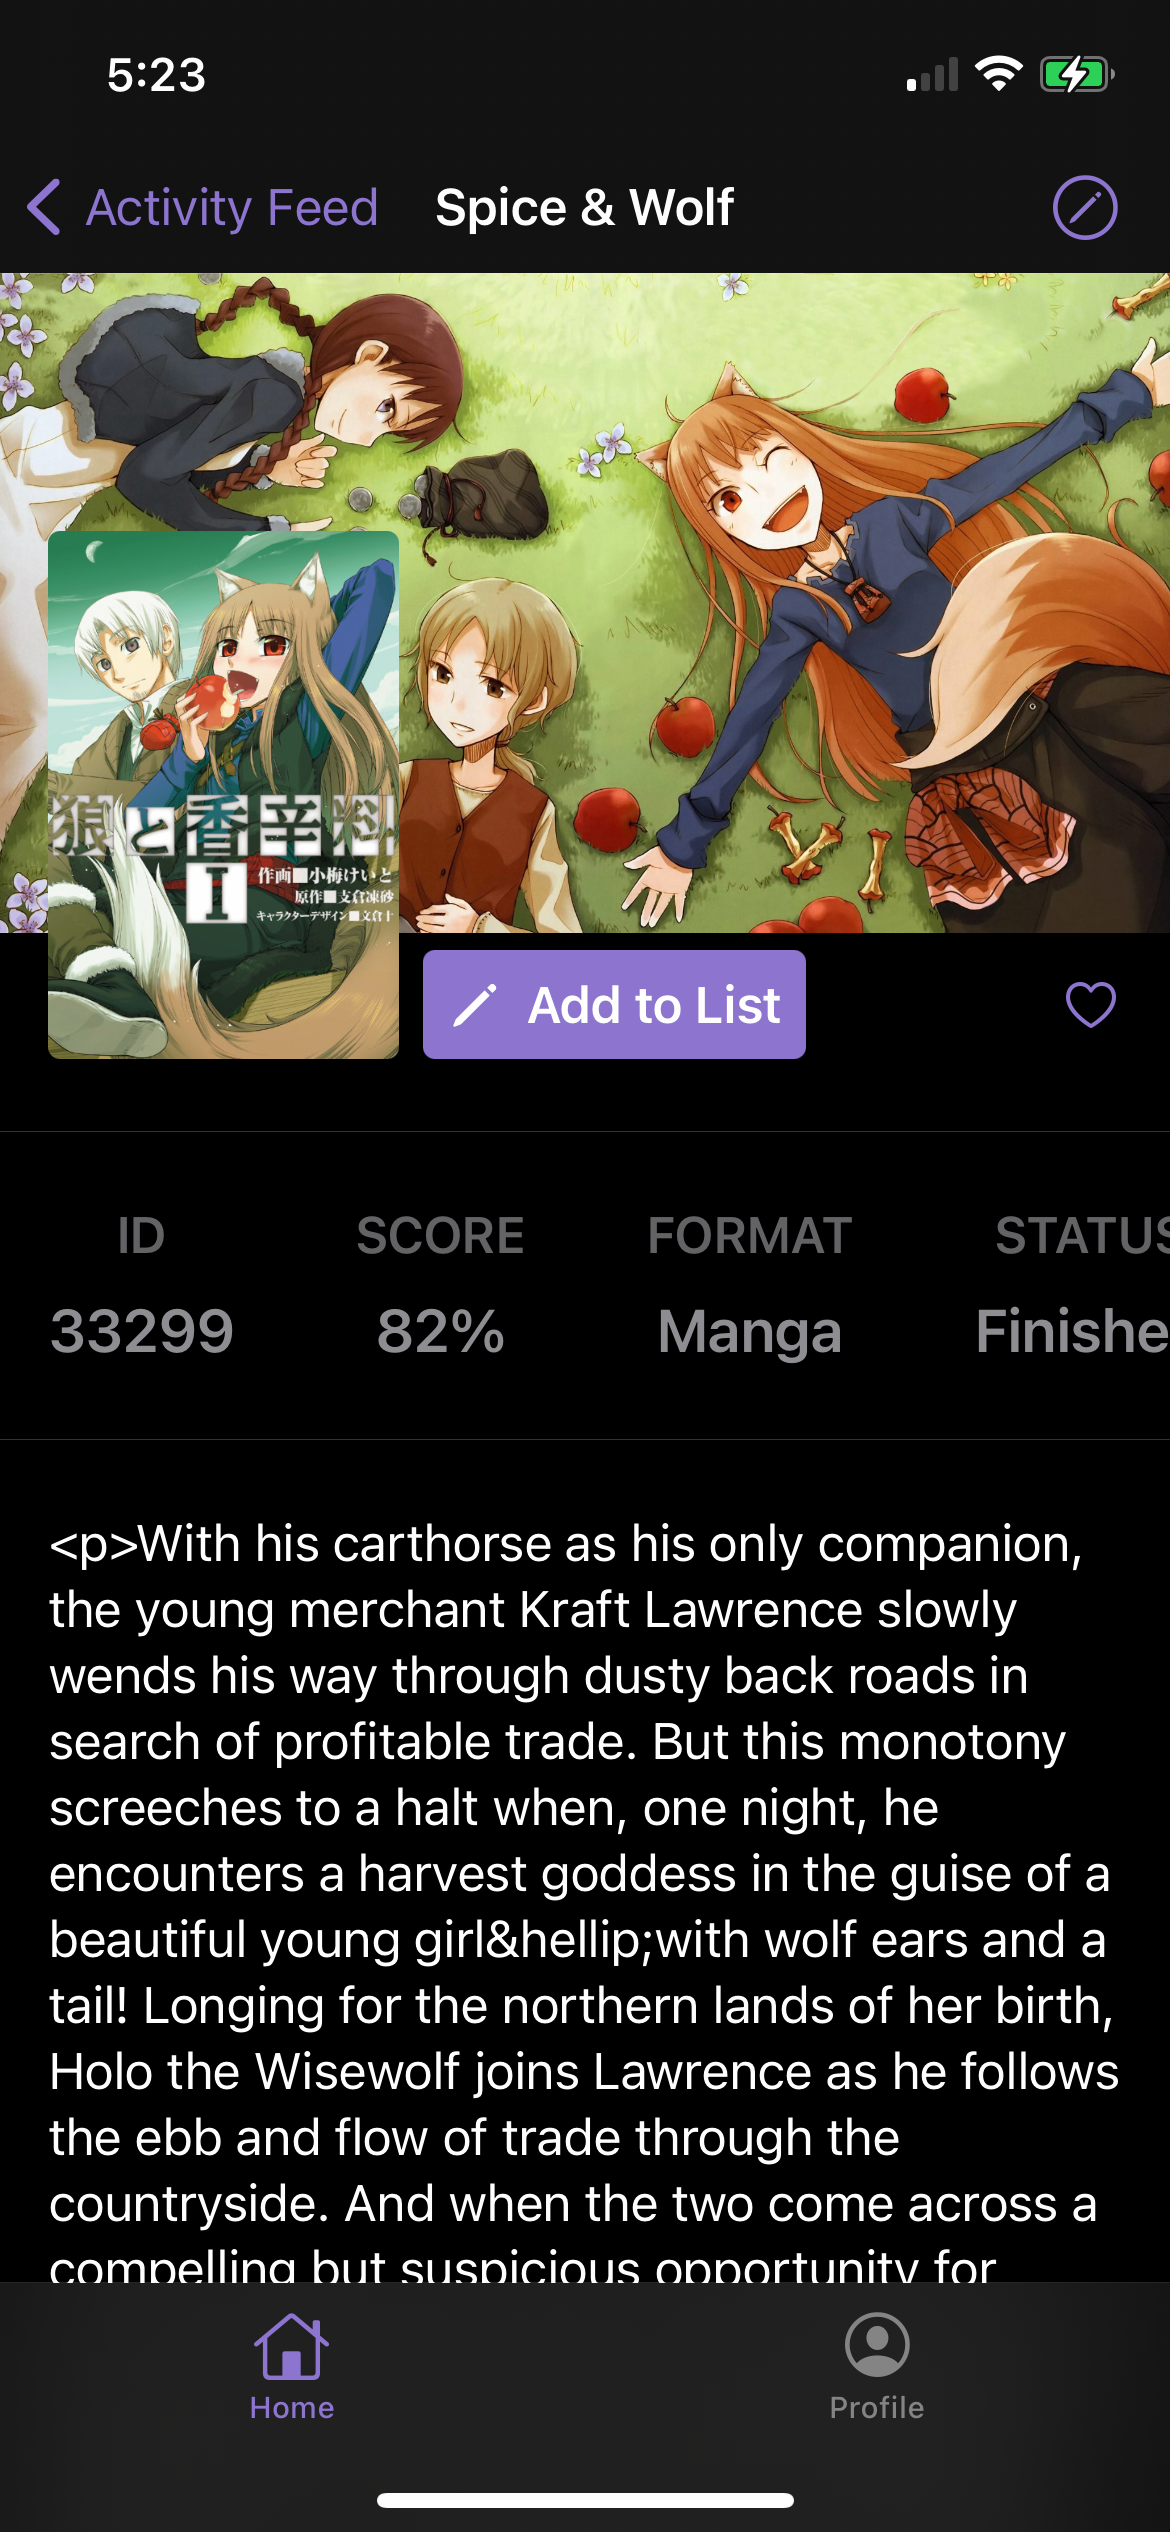 5:23
Activity Feed
Spice & Wolf
狼と香辛料
I
作画■小梅けいと
原作■支倉凍砂
キャラクターデザイン■文倉十
Add to List
ID
SCORE
FORMAT
STATUS
33299
82%
Manga
Finishe
<p>With his carthorse as his only companion,
the young merchant Kraft Lawrence slowly
wends his way through dusty back roads in
search of profitable trade. But this monotony
screeches to a halt when, one night, he
encounters a harvest goddess in the guise of a
beautiful young girl&hellip;with wolf ears and a
tail! Longing for the northern lands of her birth,
Holo the Wisewolf joins Lawrence as he follows
the ebb and flow of trade through the
countryside. And when the two come across a
compelling but suspicious opportunity for
Home
Profile